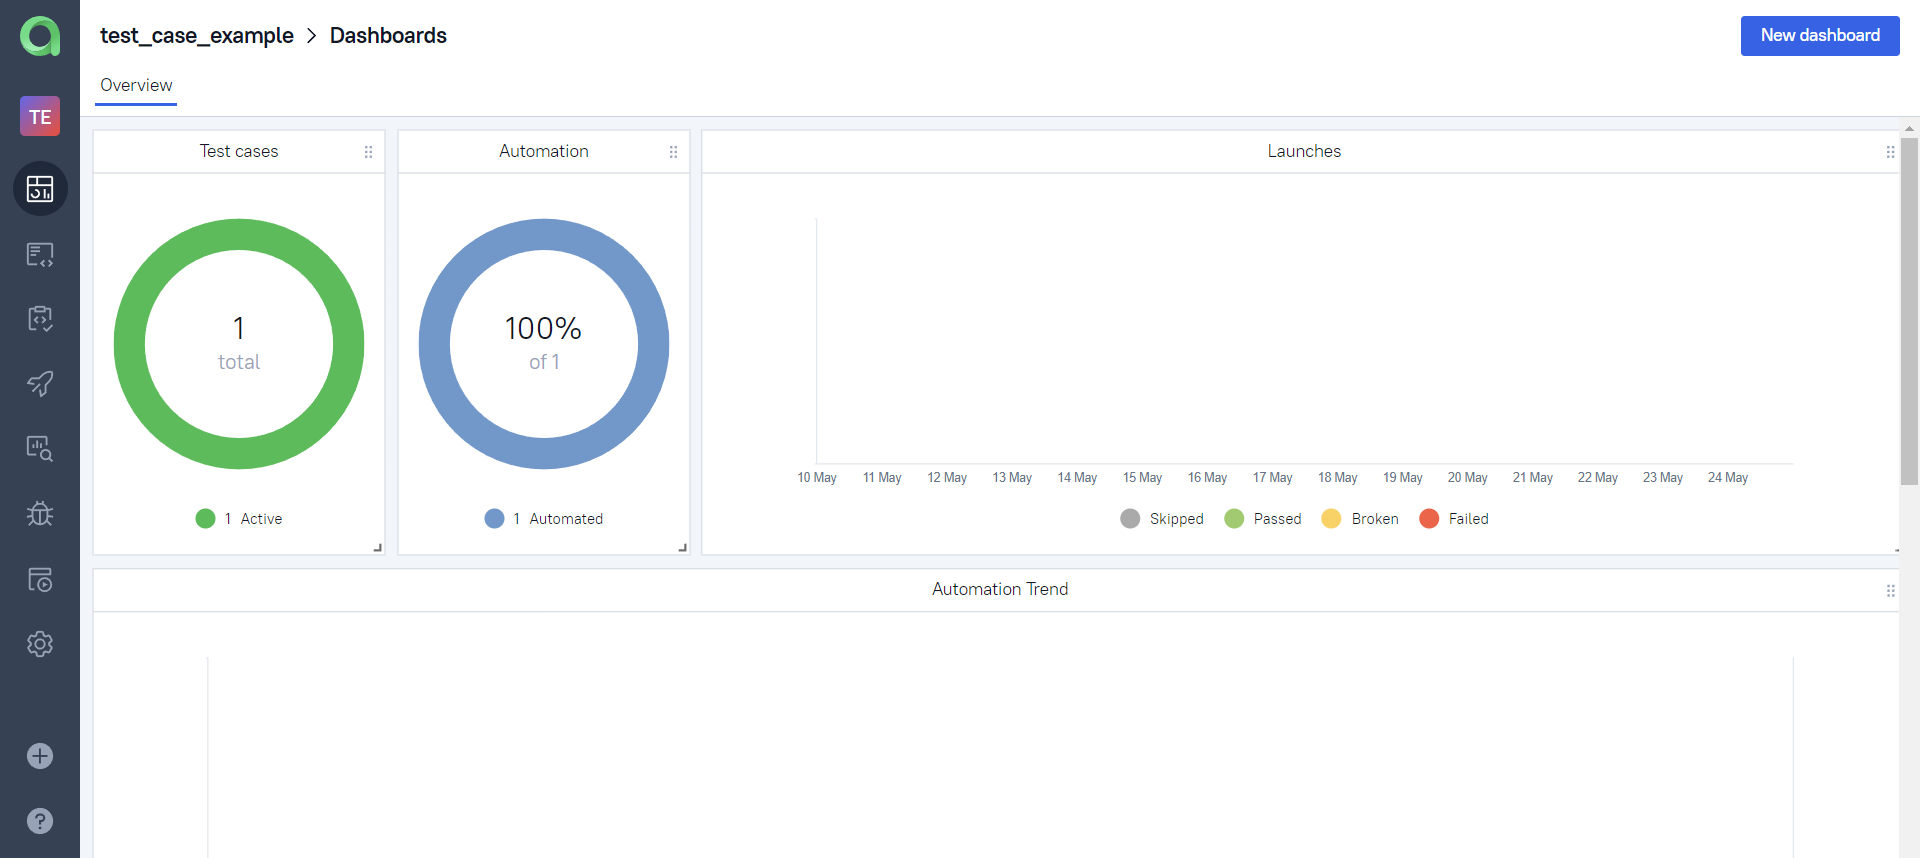 test_case_example > Dashboards
New dashboard
Overview
TE
Test cases
Automation
Launches
1
total
100%
of 1
10 May 11 May 12 May 13 May 14 May 15 May 16 May 17 May 18 May 19 May 20 May 21 May 22 May 23 May 24 May
1 Active
1 Automated
Skipped Passed Broken Failed
Automation Trend
?